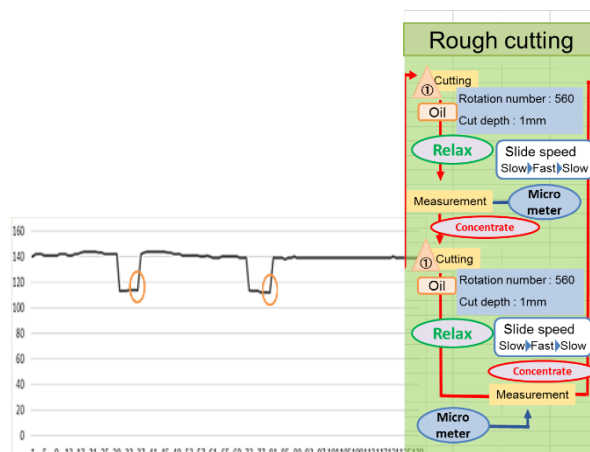 Rough cutting
Cutting
①
Oil
Rotation number : 560
Cut depth : 1mm
Relax
Slide speed
Slow Fast Slow
Measurement
Micro
meter
Concentrate
①
Cutting
Oil
Rotation number : 560
Cut depth : 1mm
Relax
Slide speed
Slow Fast Slow
Concentrate
Measurement
Micro
meter
160
140
120
100
80
60
40
20
0